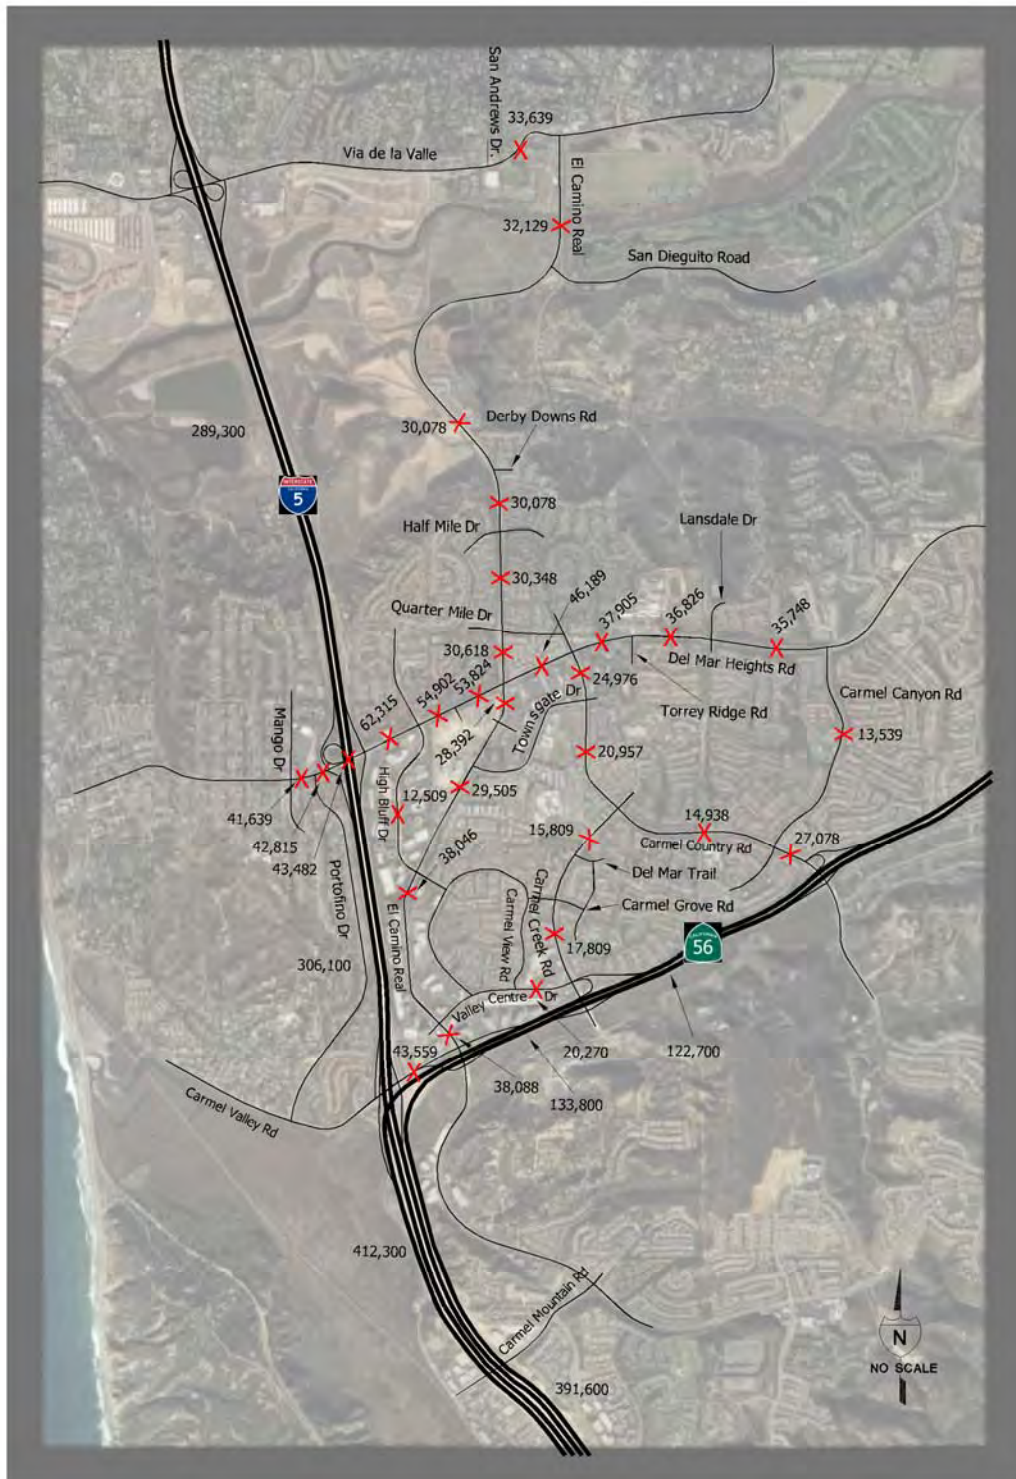 San Andrews Dr.
33,639
Via de la Valle
El Camino Real
32,129
San Dieguito Road
289,300
INTERSTATE
CALIFORNIA
5
Derby Downs Rd
30,078
30,078
Half Mile Dr
Lansdale Dr
30,348
46,189
37,905
36,826
35,748
Quarter Mile Dr
30,618
Del Mar Heights Rd
24,976
53,824
54,902
62,315
28,392
Townsgate Dr
Torrey Ridge Rd
Carmel Canyon Rd
13,539
Mango Dr
20,957
High Bluff Dr
12,509
29,505
41,639
42,815
43,482
Portofino Dr
38,046
15,809
14,938
Carmel Country Rd
27,078
Del Mar Trail
Carmel Grove Rd
Carmel Creek Rd
Carmel View Rd
17,809
CALIFORNIA
56
El Camino Real
306,100
Valley Centre Dr
43,559
20,270
122,700
38,088
133,800
Carmel Valley Rd
412,300
Carmel Mountain Rd
391,600
N
NO SCALE